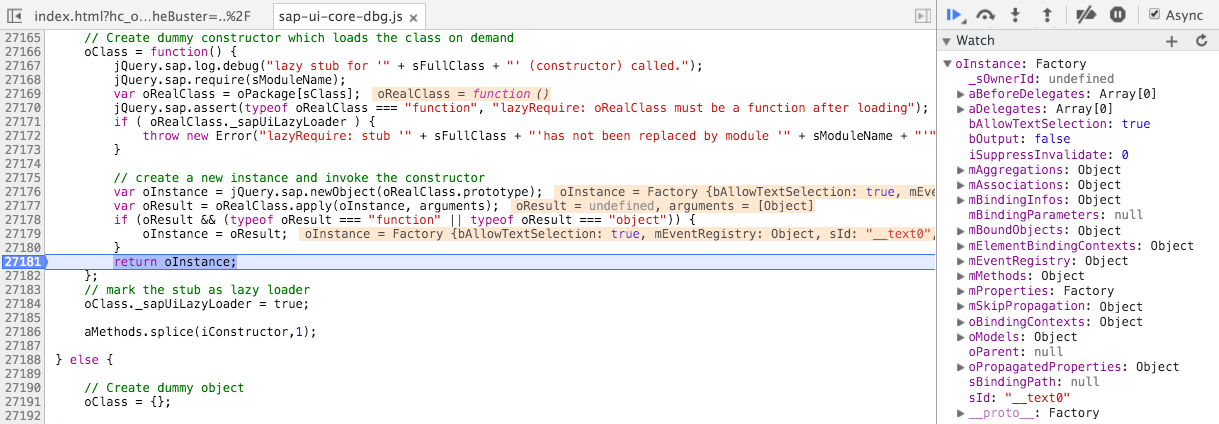 index.html?hc_o...heBuster=..%2F
sap-ui-core-dbg.js ×
Async
27165 // Create dummy constructor which loads the class on demand
27166 oClass = function() {
27167 jQuery.sap.log.debug("lazy stub for '" + sFullClass + "' (constructor) called.");
27168 jQuery.sap.require(sModuleName);
27169 var oRealClass = oPackage[sClass]; oRealClass = function ()
27170 jQuery.sap.assert(typeof oRealClass === "function", "lazyRequire: oRealClass must be a function after loading");
27171 if ( oRealClass._sapUiLazyLoader ) {
27172 throw new Error("lazyRequire: stub '" + sFullClass + "'has not been replaced by module '" + sModuleName + "'"
27173 }
27174
27175 // create a new instance and invoke the constructor
27176 var oInstance = jQuery.sap.newObject(oRealClass.prototype); oInstance = Factory {bAllowTextSelection: true, mEven
27177 var oResult = oRealClass.apply(oInstance, arguments); oResult = undefined, arguments = [Object]
27178 if (oResult && (typeof oResult === "function" || typeof oResult === "object")) {
27179 oInstance = oResult; oInstance = Factory {bAllowTextSelection: true, mEventRegistry: Object, sId: "__text0",
27180 }
27181 return oInstance;
27182 };
27183 // mark the stub as lazy loader
27184 oClass._sapUiLazyLoader = true;
27185
27186 aMethods.splice(iConstructor,1);
27187
27188 } else {
27189
27190 // Create dummy object
27191 oClass = {};
27192
Watch
oInstance: Factory
_sOwnerId: undefined
aBeforeDelegates: Array[0]
aDelegates: Array[0]
bAllowTextSelection: true
bOutput: false
iSuppressInvalidate: 0
mAggregations: Object
mAssociations: Object
mBindingInfos: Object
mBindingParameters: null
mBoundObjects: Object
mElementBindingContexts: Object
mEventRegistry: Object
mMethods: Object
mProperties: Factory
mSkipPropagation: Object
oBindingContexts: Object
oModels: Object
oParent: null
oPropagatedProperties: Object
sBindingPath: null
sId: "__text0"
__proto__: Factory